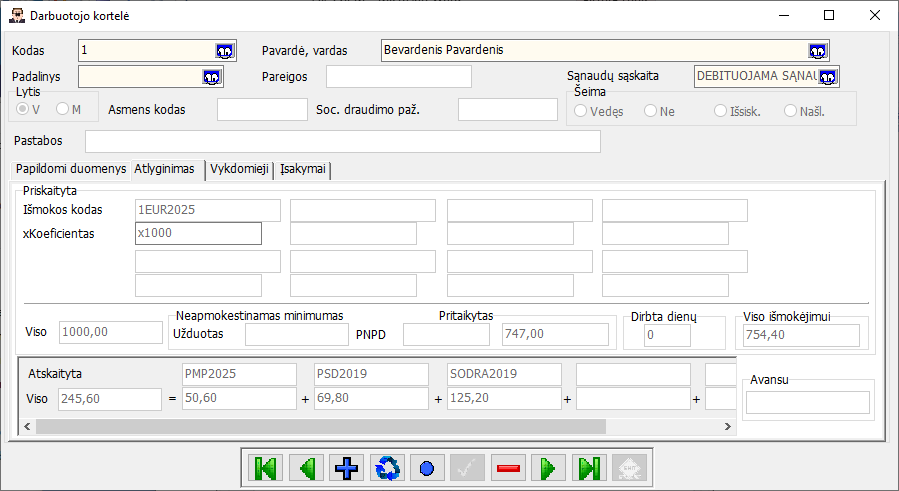 Darbuotojo kortelė
Kodas 1 Pavardė, vardas Bevardenis Pavardenis
Padalinys Pareigos Sąnaudų sąskaita DEBITUOJAMA SĄNAU
Lytis Šeima
V M Asmens kodas Soc. draudimo paž. Vedęs Ne Išsisk. Našl.
Pastabos
Papildomi duomenys Atlyginimas Vykdomieji Įsakymai
Priskaityta
Išmokos kodas 1EUR2025
xKoeficientas x1000
Neapmokestinamas minimumas Pritaikytas Dirbta dienų Viso išmokėjimui
Viso 1000,00 Užduotas PNPD 747,00 0 754,40
Atskaityta PMP2025 PSD2019 SODRA2019 Avansu
Viso 245,60 = 50,60 + 69,80 + 125,20 + +